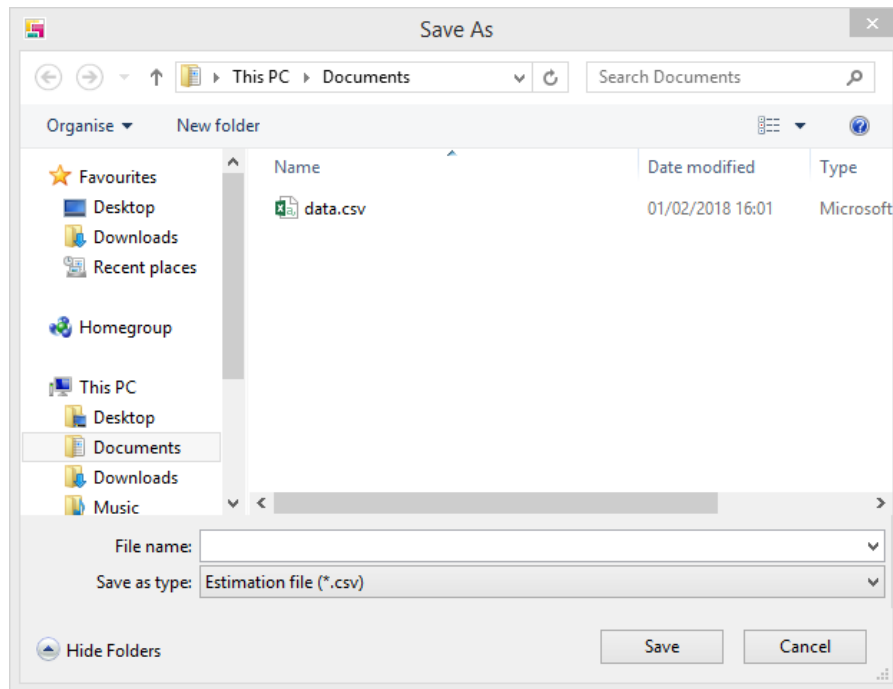 Save As
This PC Documents
Search Documents
Organise New folder
Name Date modified Type
data.csv 01/02/2018 16:01 Microsoft
Favourites
Desktop
Downloads
Recent places
Homegroup
This PC
Desktop
Documents
Downloads
Music
File name:
Save as type: Estimation file (*.csv)
Hide Folders
Save Cancel